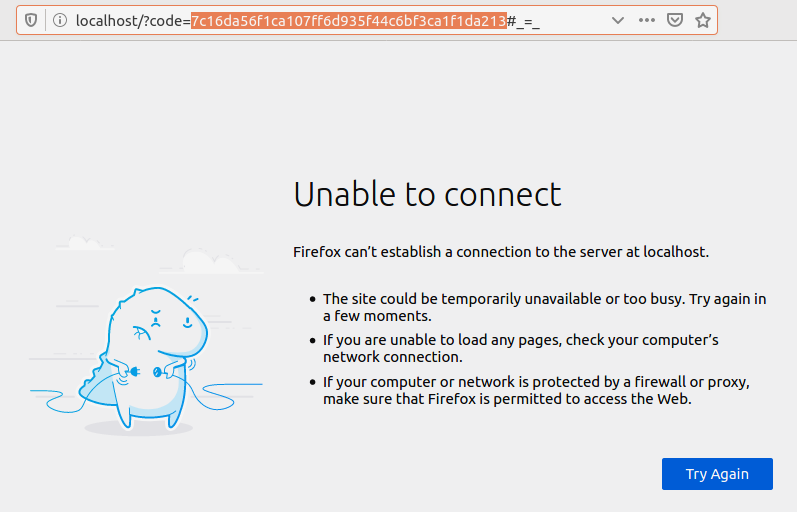 localhost/?code=7c16da56f1ca107ff6d935f44c6bf3ca1f1da213#_=_
Unable to connect
Firefox can’t establish a connection to the server at localhost.
• The site could be temporarily unavailable or too busy. Try again in
a few moments.
• If you are unable to load any pages, check your computer’s
network connection.
• If your computer or network is protected by a firewall or proxy,
make sure that Firefox is permitted to access the Web.
Try Again